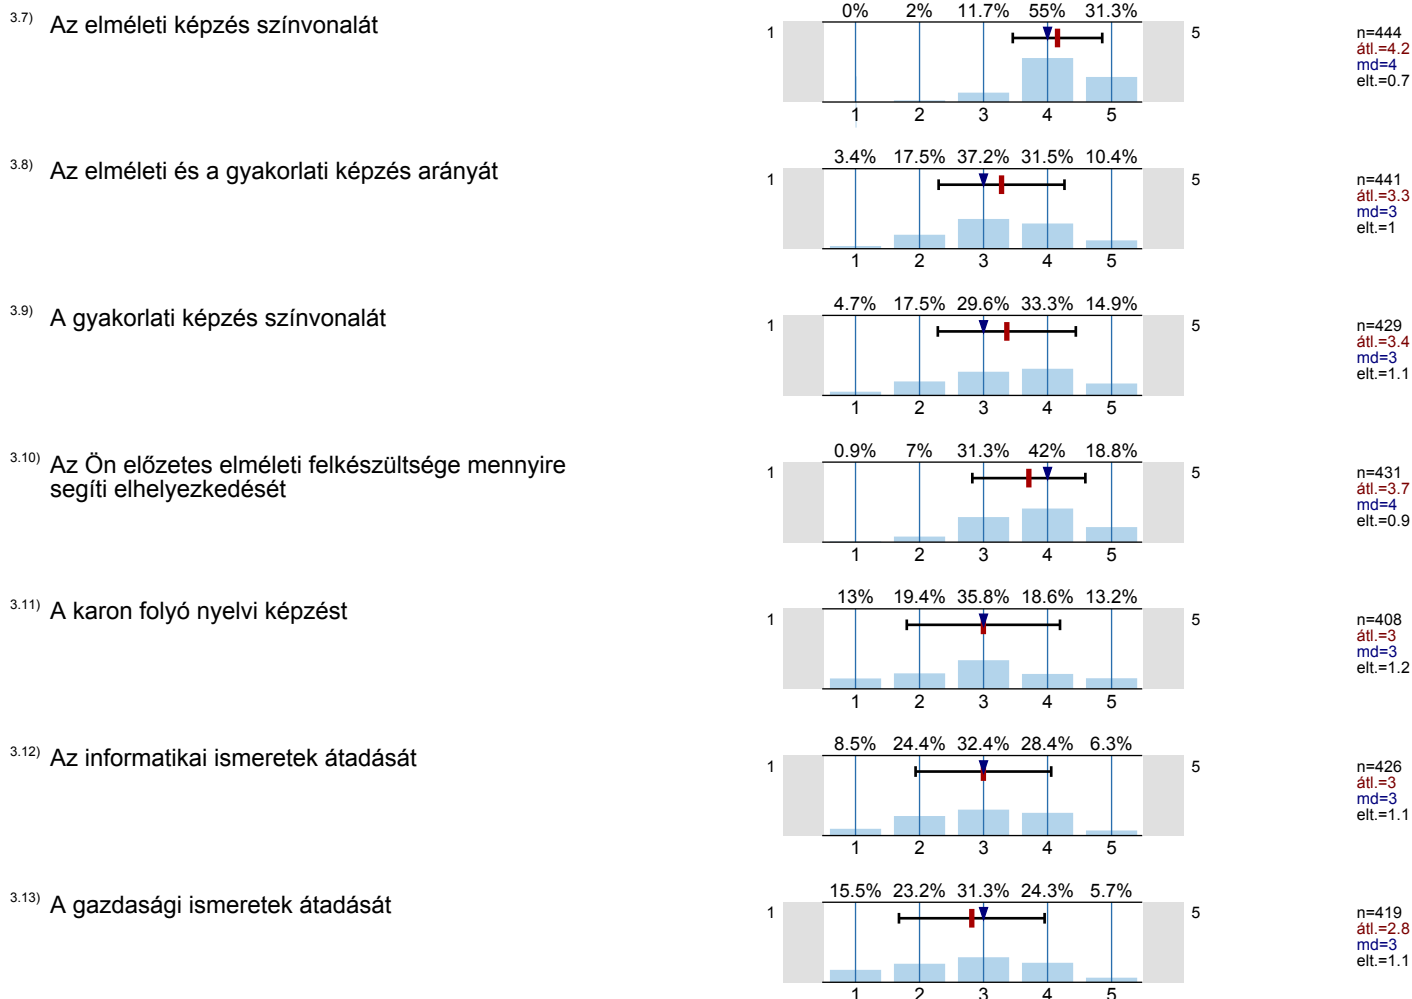 3.7) Az elméleti képzés színvonalát
0% 2% 11.7% 55% 31.3%
1 5
n=444
átl.=4.2
md=4
elt.=0.7
1 2 3 4 5
3.8) Az elméleti és a gyakorlati képzés arányát
3.4% 17.5% 37.2% 31.5% 10.4%
1 5
n=441
átl.=3.3
md=3
elt.=1
1 2 3 4 5
3.9) A gyakorlati képzés színvonalát
4.7% 17.5% 29.6% 33.3% 14.9%
1 5
n=429
átl.=3.4
md=3
elt.=1.1
1 2 3 4 5
3.10) Az Ön előzetes elméleti felkészültsége mennyire
segíti elhelyezkedését
0.9% 7% 31.3% 42% 18.8%
1 5
n=431
átl.=3.7
md=4
elt.=0.9
1 2 3 4 5
3.11) A karon folyó nyelvi képzést
13% 19.4% 35.8% 18.6% 13.2%
1 5
n=408
átl.=3
md=3
elt.=1.2
1 2 3 4 5
3.12) Az informatikai ismeretek átadását
8.5% 24.4% 32.4% 28.4% 6.3%
1 5
n=426
átl.=3
md=3
elt.=1.1
1 2 3 4 5
3.13) A gazdasági ismeretek átadását
15.5% 23.2% 31.3% 24.3% 5.7%
1 5
n=419
átl.=2.8
md=3
elt.=1.1
1 2 3 4 5